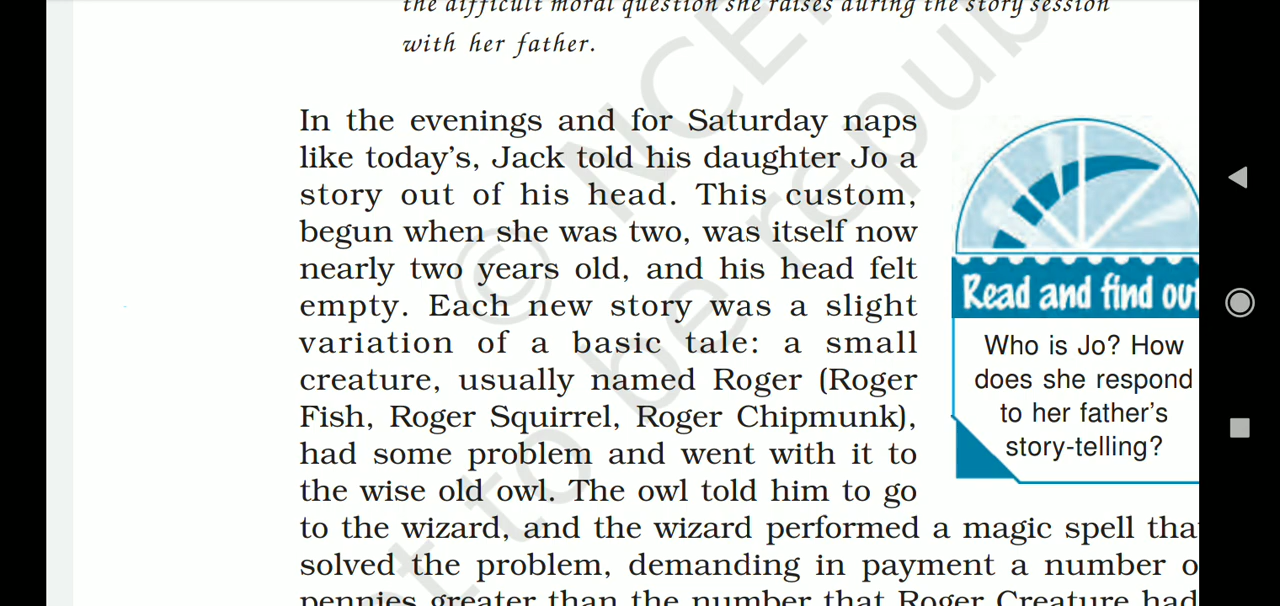 the difficult moral question she raises during the story session
with her father.
In the evenings and for Saturday naps
like today's, Jack told his daughter Jo a
story out of his head. This custom,
begun when she was two, was itself now
nearly two years old, and his head felt
empty. Each new story was a slight
variation of a basic tale: a small
creature, usually named Roger (Roger
Fish, Roger Squirrel, Roger Chipmunk),
had some problem and went with it to
the wise old owl. The owl told him to go
to the wizard, and the wizard performed a magic spell tha
solved the problem, demanding in payment a number o
pennies greater than the number that Roger Creature had
Read and find out
Who is Jo? How
does she respond
to her father's
story-telling?
© NCE
not to be repub